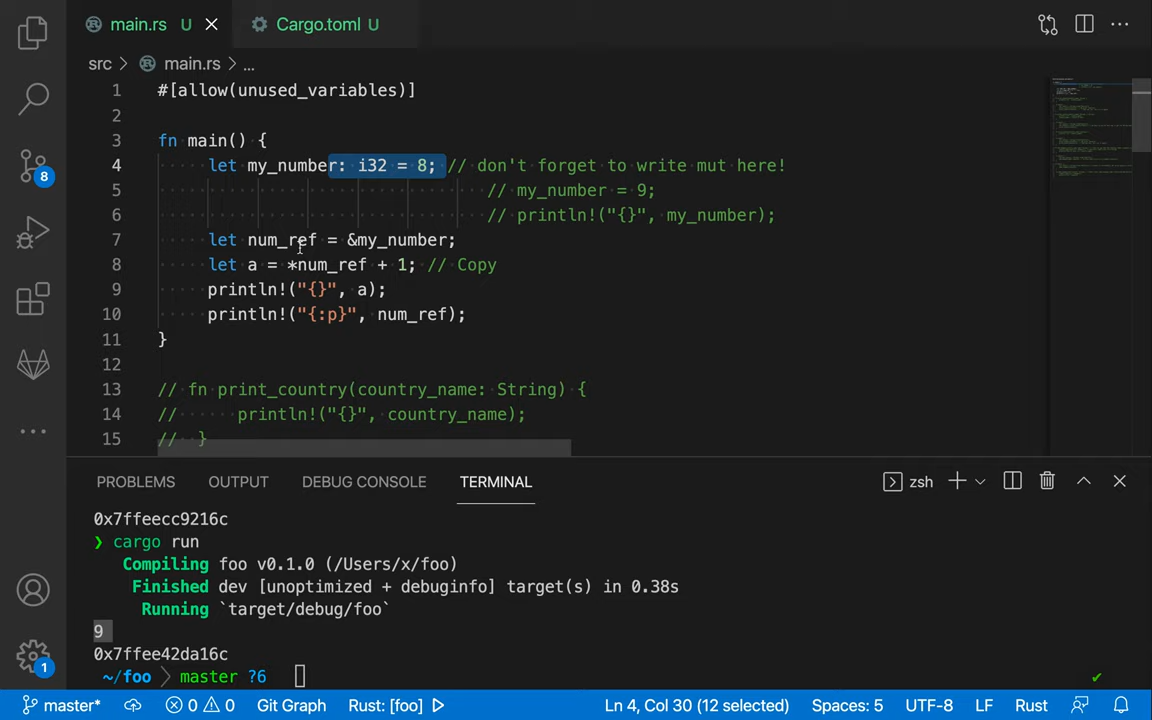 main.rs U Cargo.toml U
src > main.rs > ...
1 #[allow(unused_variables)]
2
3 fn main() {
4 let my_number: i32 = 8; // don't forget to write mut here!
5 // my_number = 9;
6 // println!("{}", my_number);
7 let num_ref = &my_number;
8 let a = *num_ref + 1; // Copy
9 println!("{}", a);
10 println!("{:p}", num_ref);
11 }
12
13 // fn print_country(country_name: String) {
14 // println!("{}", country_name);
15 // }
8
PROBLEMS OUTPUT DEBUG CONSOLE TERMINAL zsh
0x7ffeecc9216c
❯ cargo run
Compiling foo v0.1.0 (/Users/x/foo)
Finished dev [unoptimized + debuginfo] target(s) in 0.38s
Running `target/debug/foo`
9
0x7ffee42da16c
~/foo > master ?6
1
master* 0 0 Git Graph Rust: [foo] Ln 4, Col 30 (12 selected) Spaces: 5 UTF-8 LF Rust